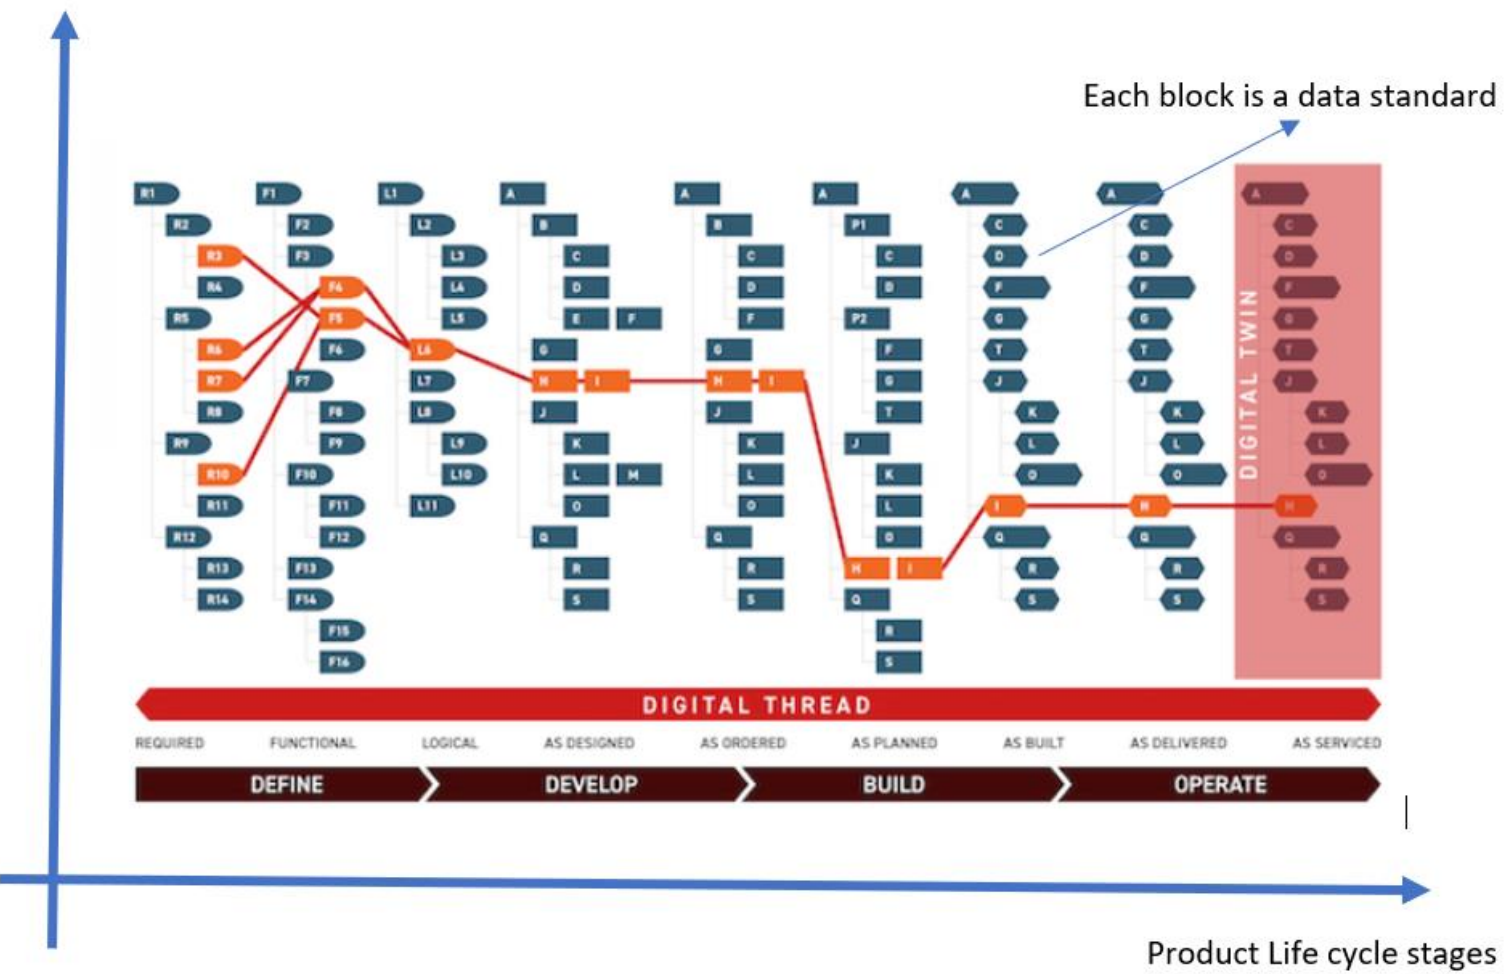 Each block is a data standard
R1 F1 L1 A A A A A A
R2 F2 L2 B B P1 C C C
R3 F3 L3 C C C D D D
R4 F4 L4 D D D F F F
R5 F5 L5 E F F P2 G G G
R6 F6 L6 G G F T T T
R7 F7 L7 H I H I G J J J
R8 F8 L8 J J T K K K
R9 F9 L9 K K J L L L
R10 F10 L10 L M L K O O O
R11 F11 L11 O O L I H H
R12 F12 Q Q O Q Q Q
R13 F13 R R H I R R R
R14 F14 S S Q S S S
F15 R
F16 S
DIGITAL TWIN
DIGITAL THREAD
REQUIRED FUNCTIONAL LOGICAL AS DESIGNED AS ORDERED AS PLANNED AS BUILT AS DELIVERED AS SERVICED
DEFINE DEVELOP BUILD OPERATE
Product Life cycle stages